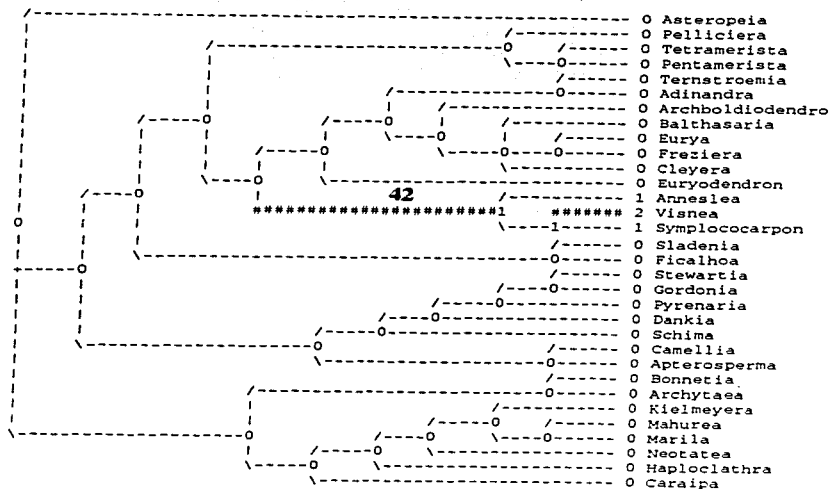 0 Asteropeia
0 Pelliciera
0 Tetramerista
0 Pentamerista
0 Ternstroemia
0 Adinandra
0 Archboldiodendro
0 Balthasaria
0 Eurya
0 Freziera
0 Cleyera
0 Euryodendron
42
1 Anneslea
2 Visnea
1 Symplococarpon
0 Sladenia
0 Ficalhoa
0 Stewartia
0 Gordonia
0 Pyrenaria
0 Dankia
0 Schima
0 Camellia
0 Apterosperma
0 Bonnetia
0 Archytaea
0 Kielmeyera
0 Mahurea
0 Marila
0 Neotatea
0 Haploclathra
0 Caraipa